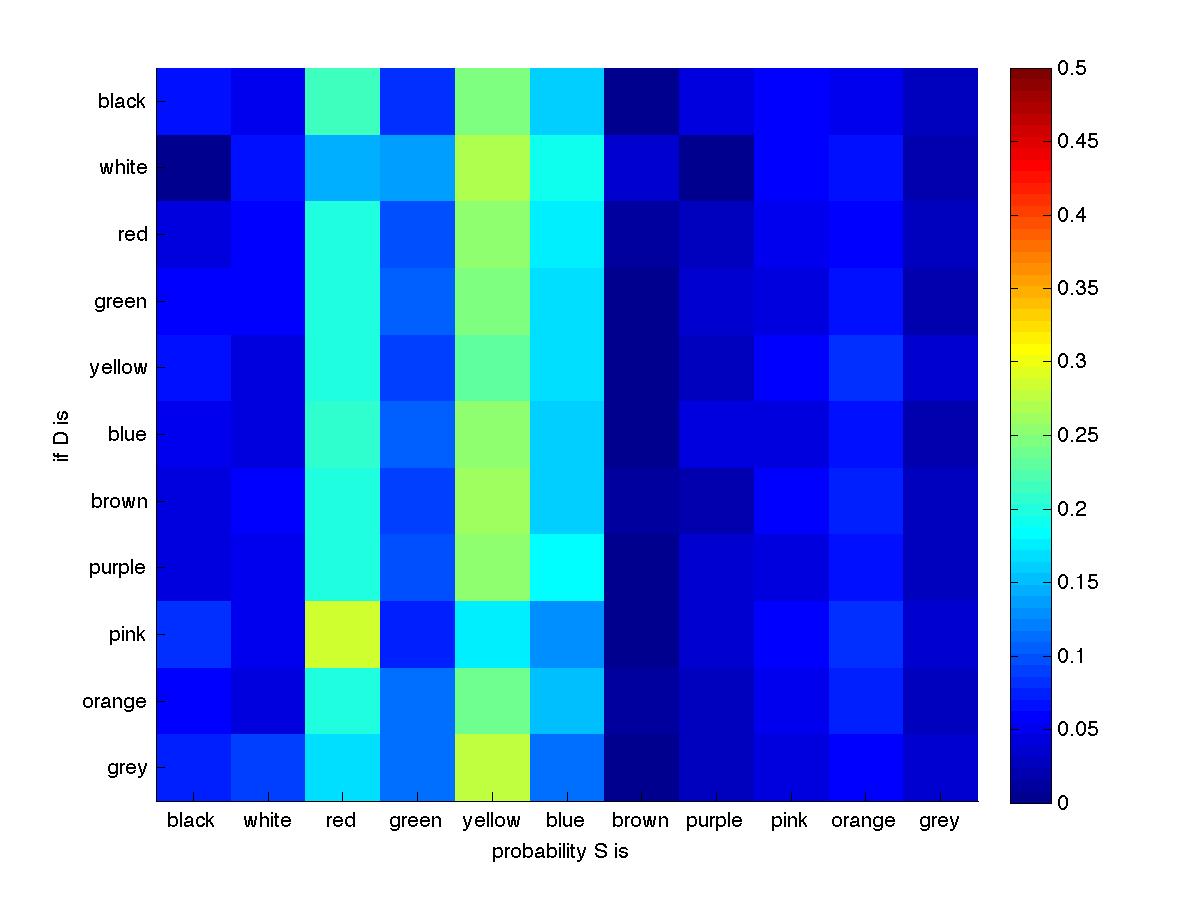 black
white
red
green
yellow
blue
brown
purple
pink
orange
grey
if D is
black white red green yellow blue brown purple pink orange grey
probability S is
0.5
0.45
0.4
0.35
0.3
0.25
0.2
0.15
0.1
0.05
0